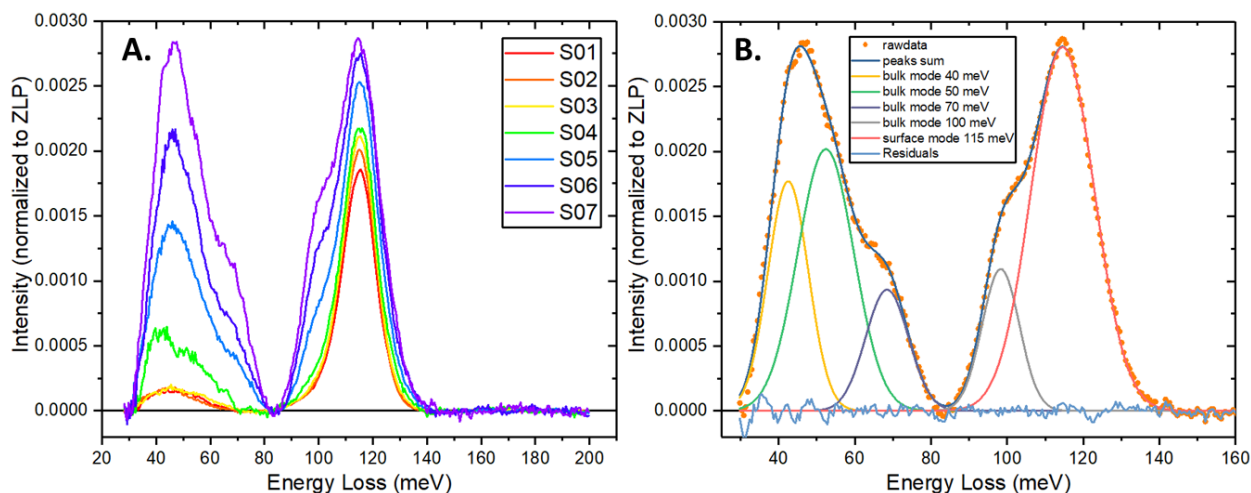 A.
S01
S02
S03
S04
S05
S06
S07
0.0030
0.0025
0.0020
0.0015
0.0010
0.0005
0.0000
Intensity (normalized to ZLP)
20 40 60 80 100 120 140 160 180 200
Energy Loss (meV)
B.
rawdata
peaks sum
bulk mode 40 meV
bulk mode 50 meV
bulk mode 70 meV
bulk mode 100 meV
surface mode 115 meV
Residuals
0.0030
0.0025
0.0020
0.0015
0.0010
0.0005
0.0000
Intensity (normalized to ZLP)
40 60 80 100 120 140 160
Energy Loss (meV)